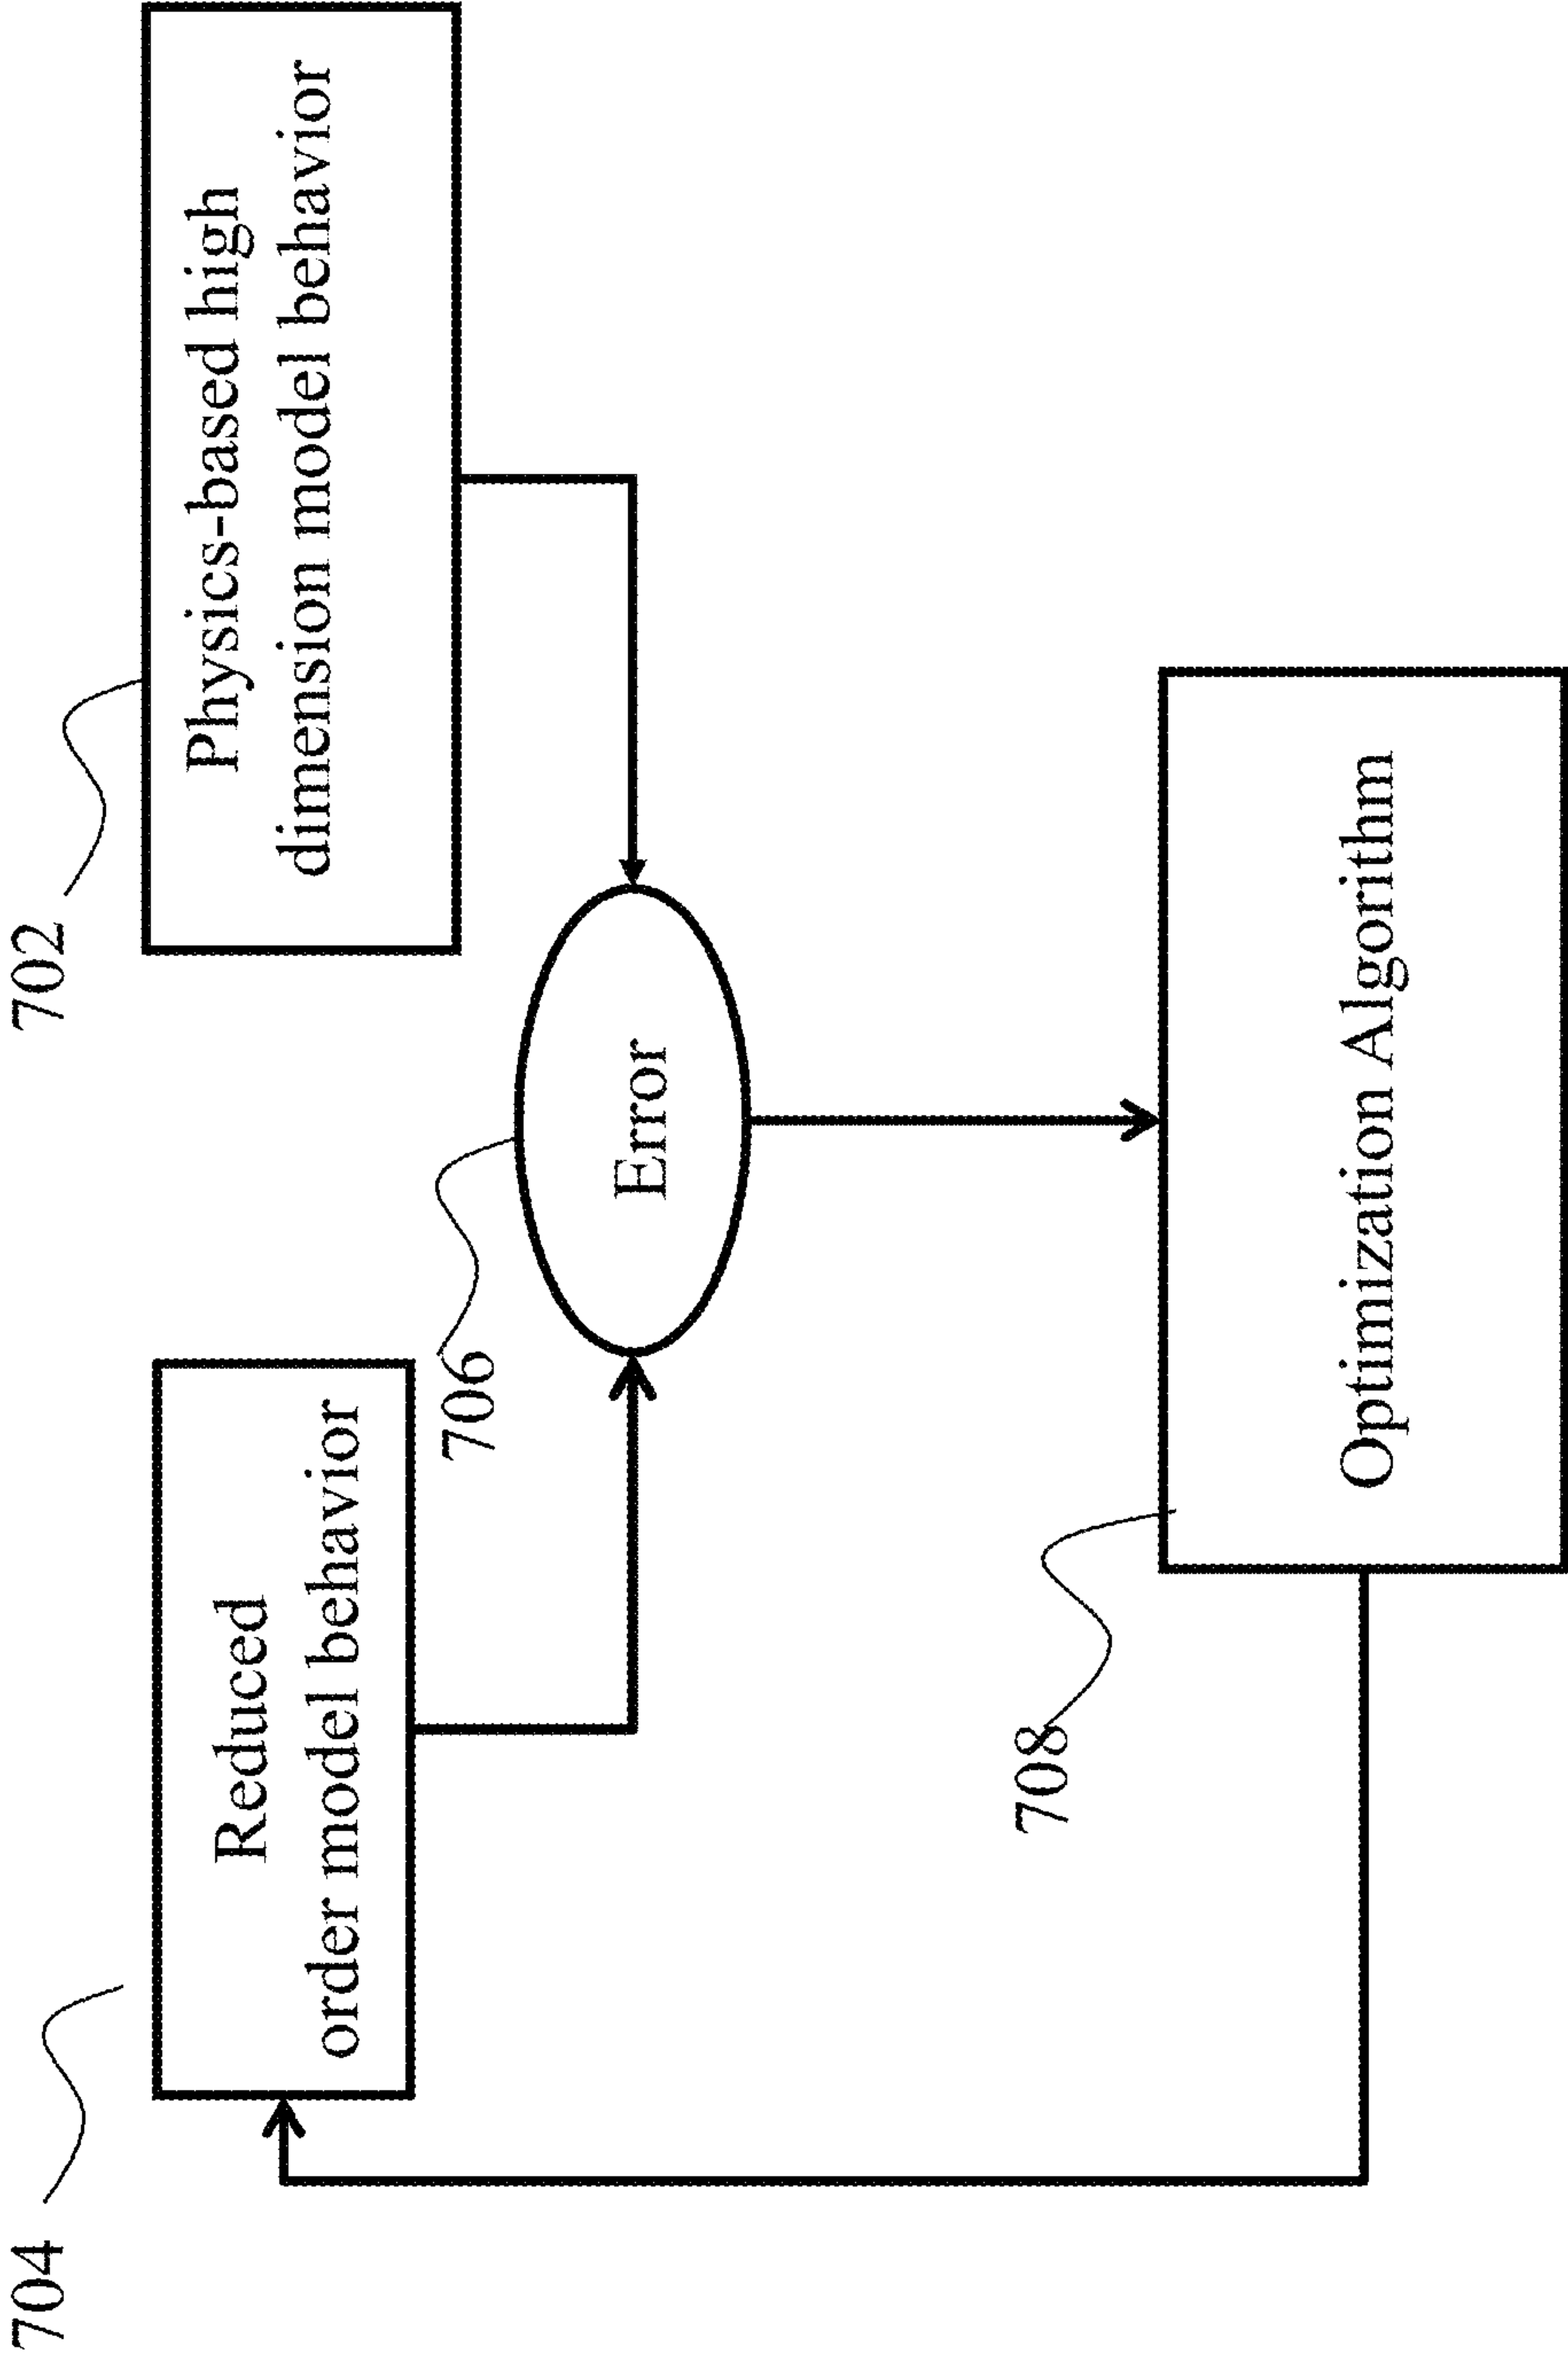 704
Reduced
order model behavior
702
Physics-based high
dimension model behavior
706
Error
708
Optimization Algorithm